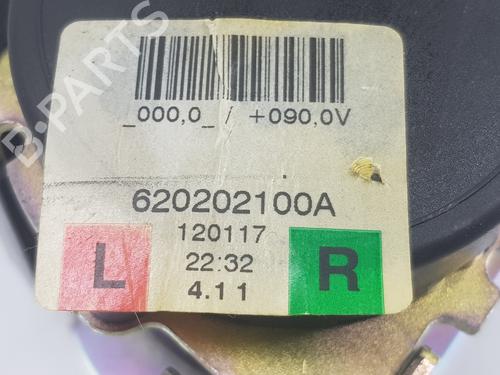 _000,0_ / +090,0V
620202100A
120117
L
22:32
R
4.11
B-PARTS